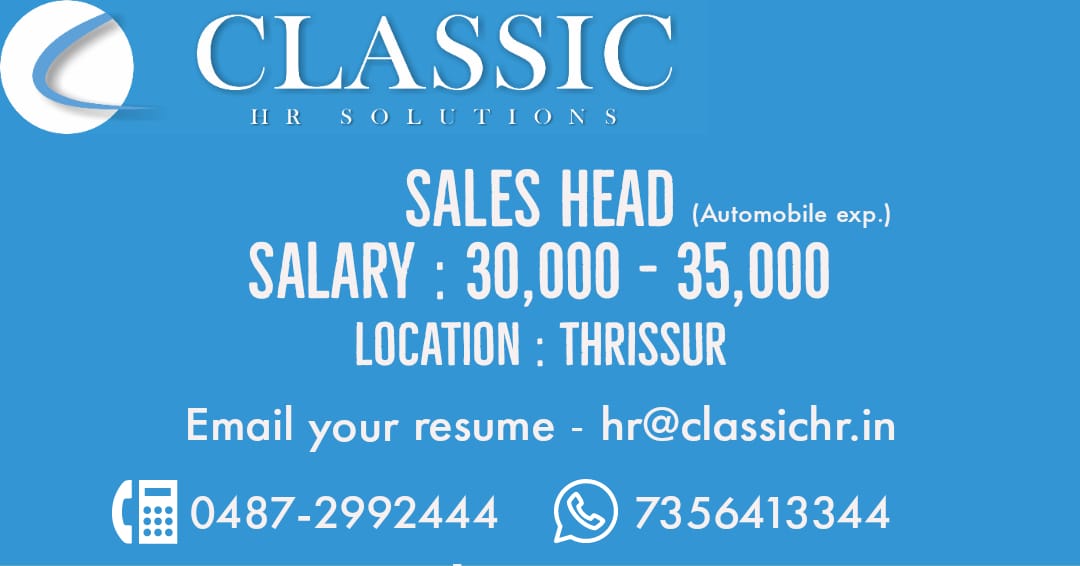 CLASSIC
HR SOLUTIONS
SALES HEAD (Automobile exp.)
SALARY : 30,000 - 35,000
LOCATION : THRISSUR
Email your resume - hr@classichr.in
0487-2992444 7356413344